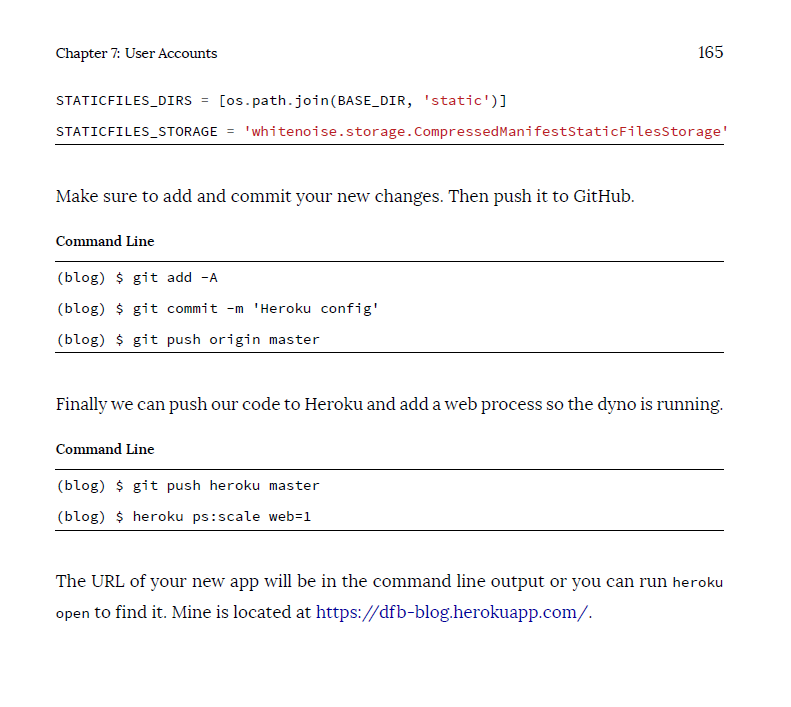 Chapter 7: User Accounts 165
STATICFILES_DIRS = [os.path.join(BASE_DIR, 'static')]
STATICFILES_STORAGE = 'whitenoise.storage.CompressedManifestStaticFilesStorage'
Make sure to add and commit your new changes. Then push it to GitHub.
Command Line
(blog) $ git add -A
(blog) $ git commit -m 'Heroku config'
(blog) $ git push origin master
Finally we can push our code to Heroku and add a web process so the dyno is running.
Command Line
(blog) $ git push heroku master
(blog) $ heroku ps:scale web=1
The URL of your new app will be in the command line output or you can run heroku
open to find it. Mine is located at https://dfb-blog.herokuapp.com/.